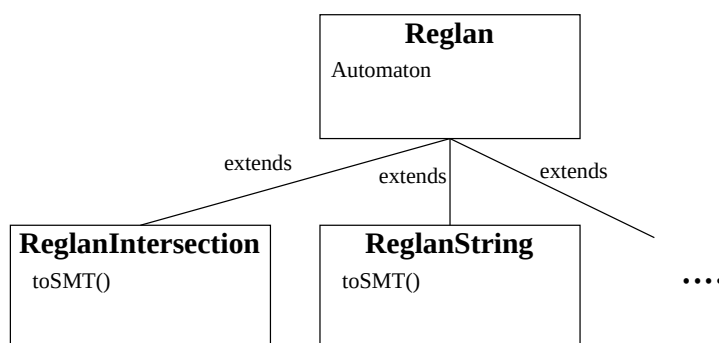 Reglan
Automaton
extends
extends
extends
ReglanIntersection
toSMT()
ReglanString
toSMT()
....